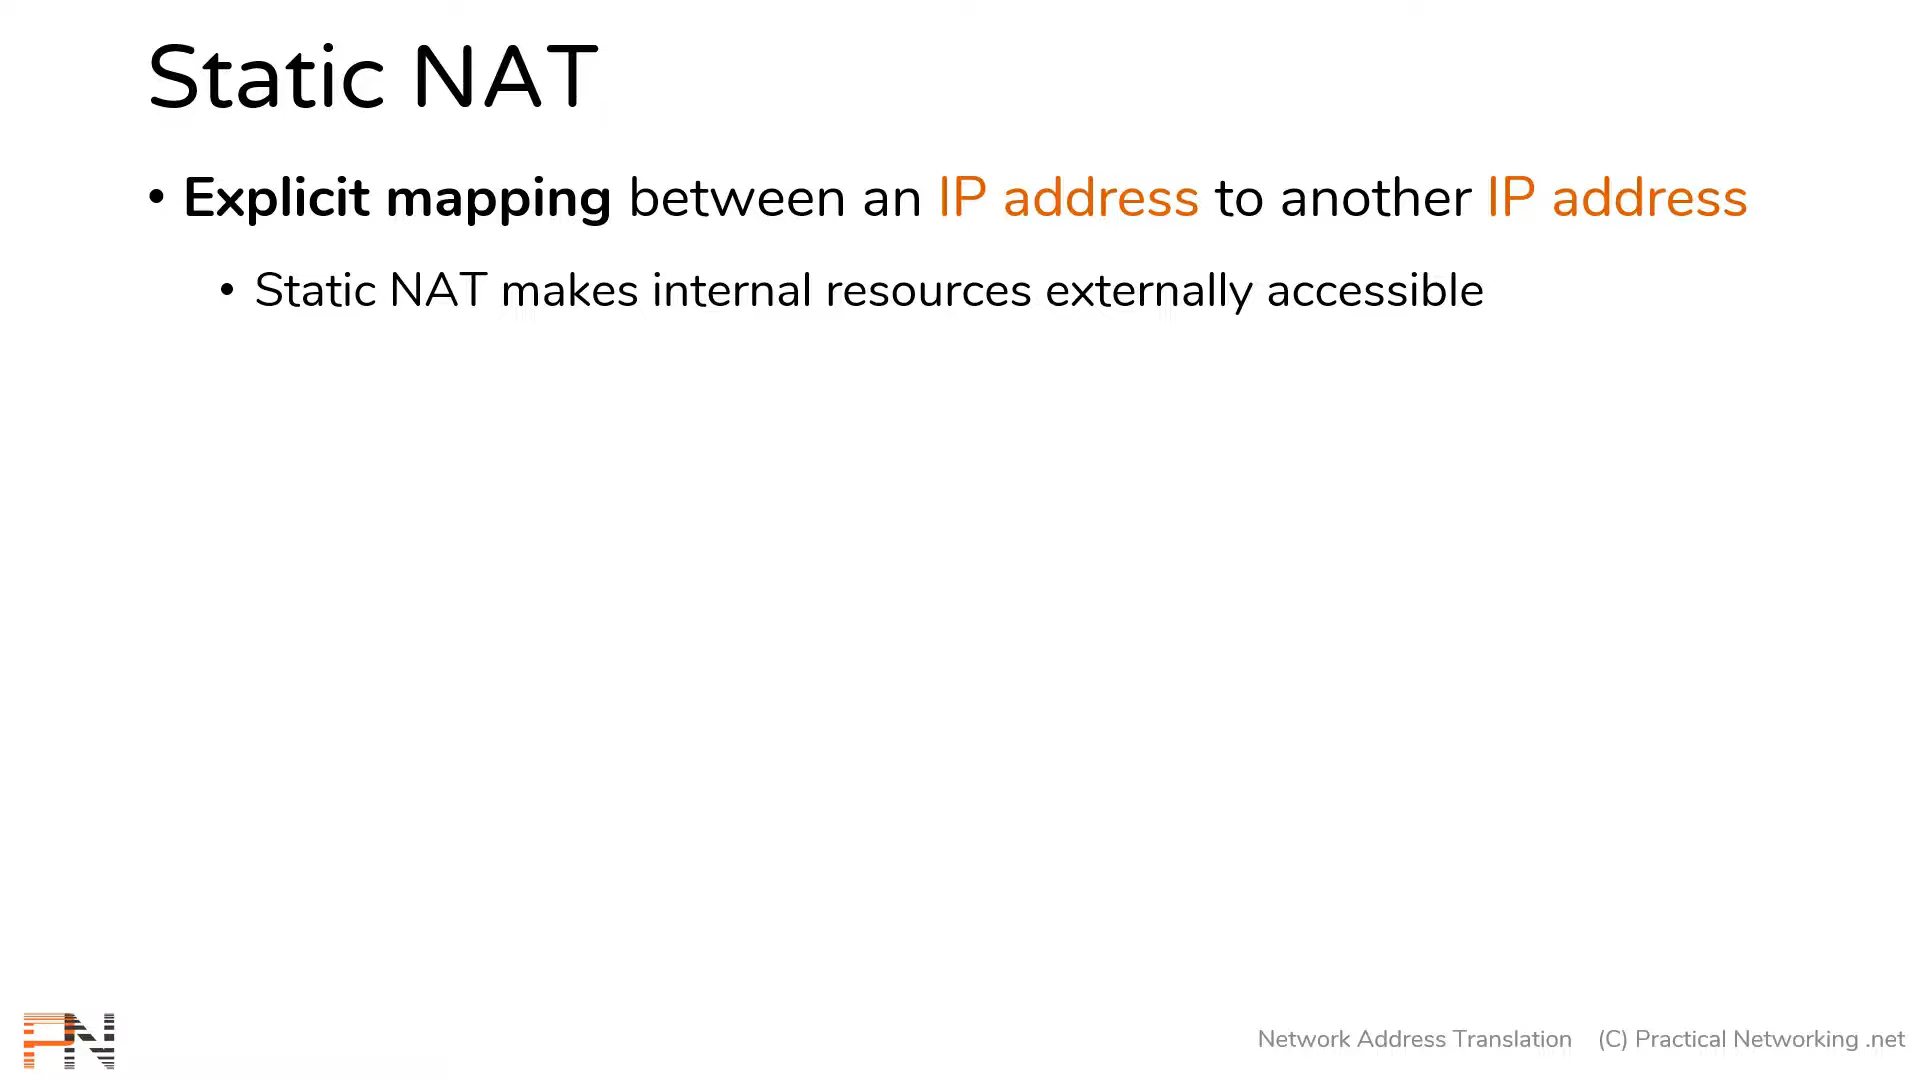 Static NAT
• Explicit mapping between an IP address to another IP address
• Static NAT makes internal resources externally accessible
PN
Network Address Translation (C) Practical Networking .net